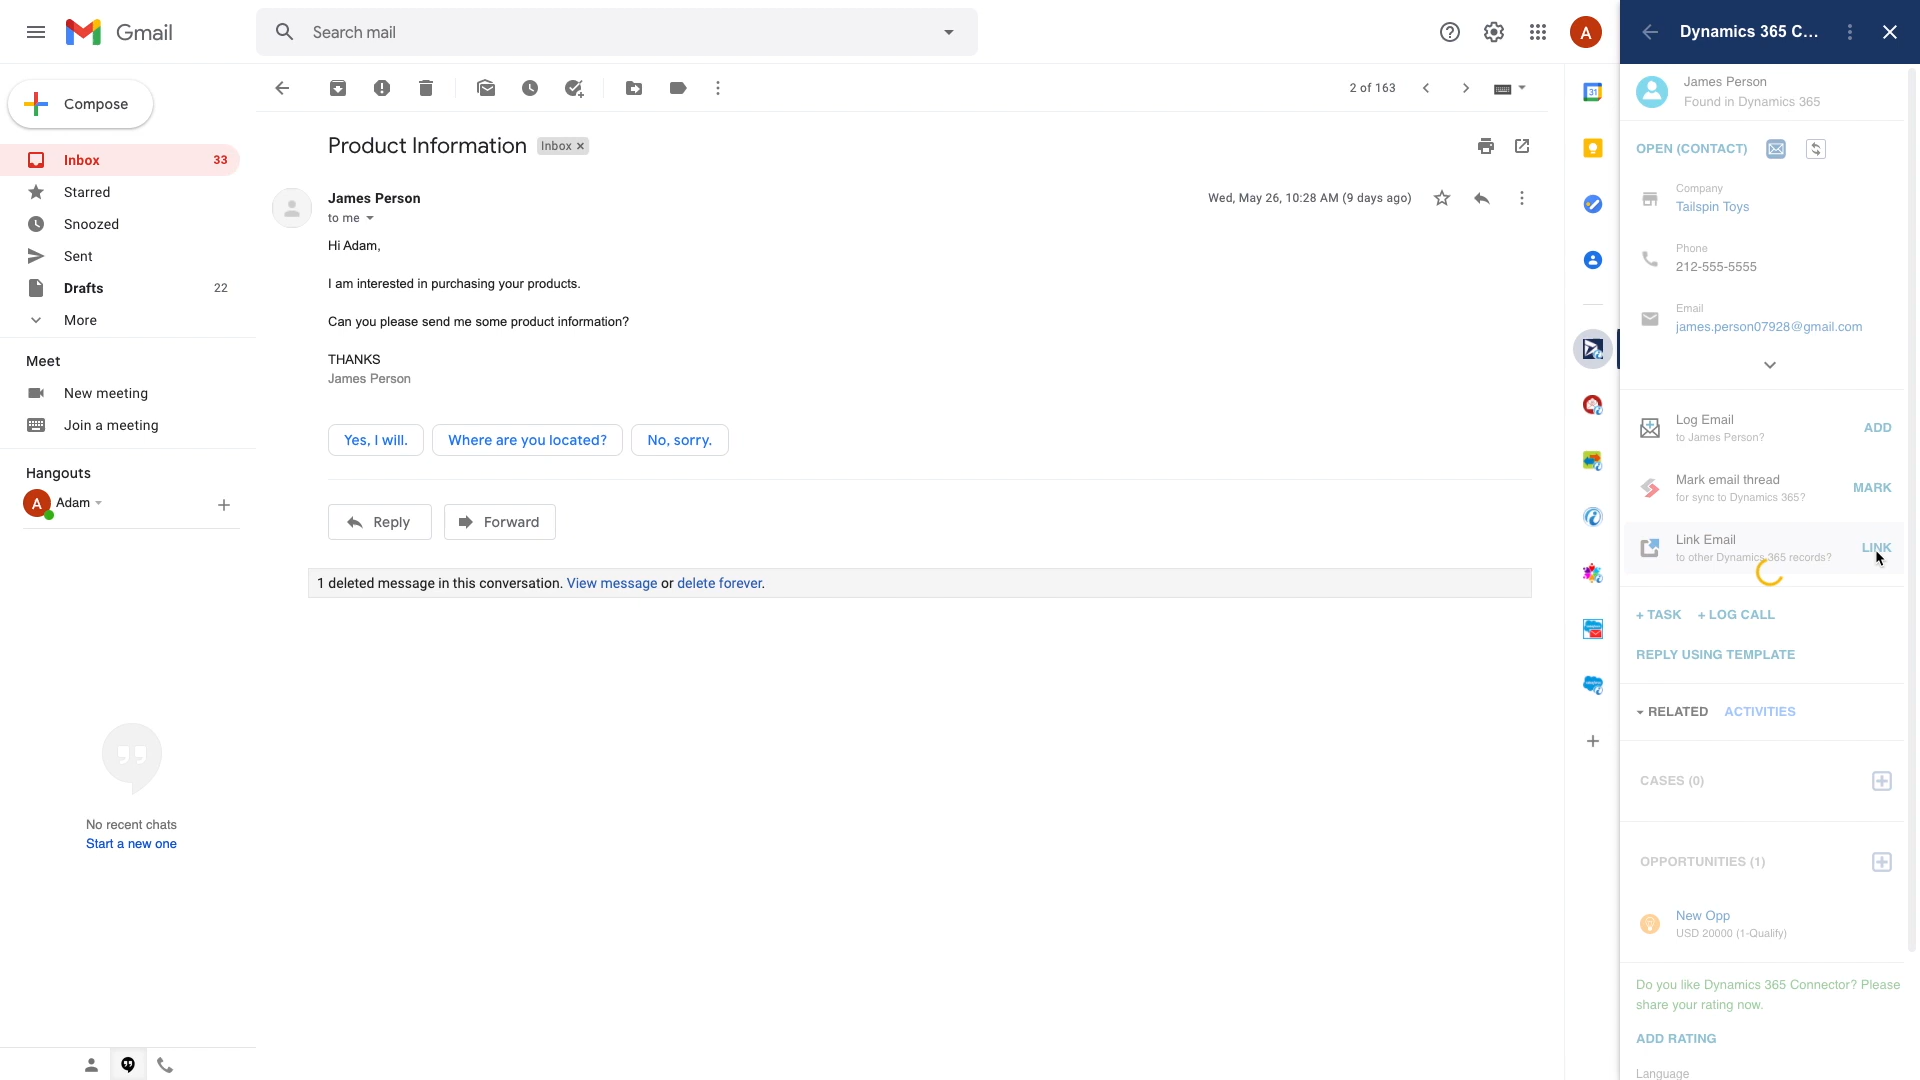 Gmail
Search mail
A
Dynamics 365 C...
Compose
Inbox 33
Starred
Snoozed
Sent
Drafts 22
More
Meet
New meeting
Join a meeting
Hangouts
A Adam
No recent chats
Start a new one
2 of 163
Product Information Inbox ×
James Person
to me
Wed, May 26, 10:28 AM (9 days ago)
Hi Adam,
I am interested in purchasing your products.
Can you please send me some product information?
THANKS
James Person
Yes, I will. Where are you located? No, sorry.
Reply Forward
1 deleted message in this conversation. View message or delete forever.
31
James Person
Found in Dynamics 365
OPEN (CONTACT)
Company
Tailspin Toys
Phone
212-555-5555
Email
james.person07928@gmail.com
Log Email
to James Person?
ADD
Mark email thread
for sync to Dynamics 365?
MARK
Link Email
to other Dynamics 365 records?
LINK
+ TASK + LOG CALL
REPLY USING TEMPLATE
RELATED ACTIVITIES
CASES (0)
OPPORTUNITIES (1)
New Opp
USD 20000 (1-Qualify)
Do you like Dynamics 365 Connector? Please
share your rating now.
ADD RATING
Language